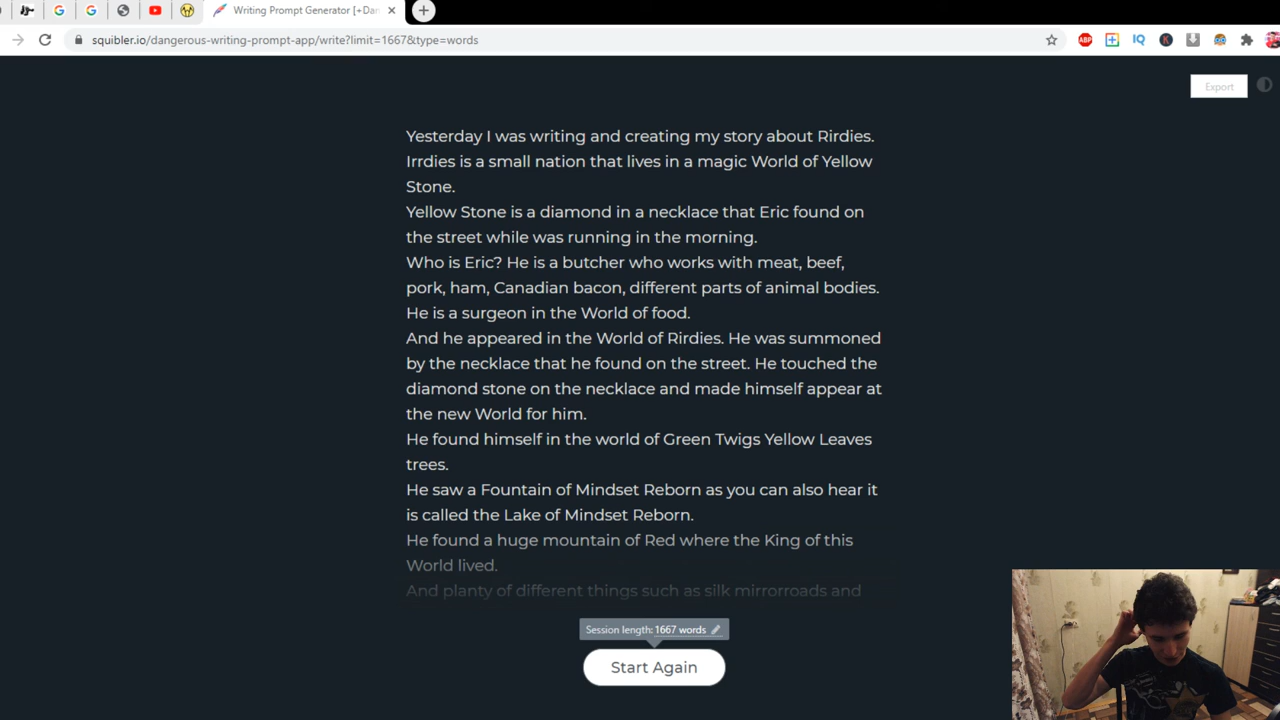 Writing Prompt Generator [+Dan
squibler.io/dangerous-writing-prompt-app/write?limit=1667&type=words
Export
Yesterday I was writing and creating my story about Rirdies.
Irrdies is a small nation that lives in a magic World of Yellow
Stone.
Yellow Stone is a diamond in a necklace that Eric found on
the street while was running in the morning.
Who is Eric? He is a butcher who works with meat, beef,
pork, ham, Canadian bacon, different parts of animal bodies.
He is a surgeon in the World of food.
And he appeared in the World of Rirdies. He was summoned
by the necklace that he found on the street. He touched the
diamond stone on the necklace and made himself appear at
the new World for him.
He found himself in the world of Green Twigs Yellow Leaves
trees.
He saw a Fountain of Mindset Reborn as you can also hear it
is called the Lake of Mindset Reborn.
He found a huge mountain of Red where the King of this
World lived.
And plenty of different things such as silk mirrorroads and
Session length: 1667 words
Start Again